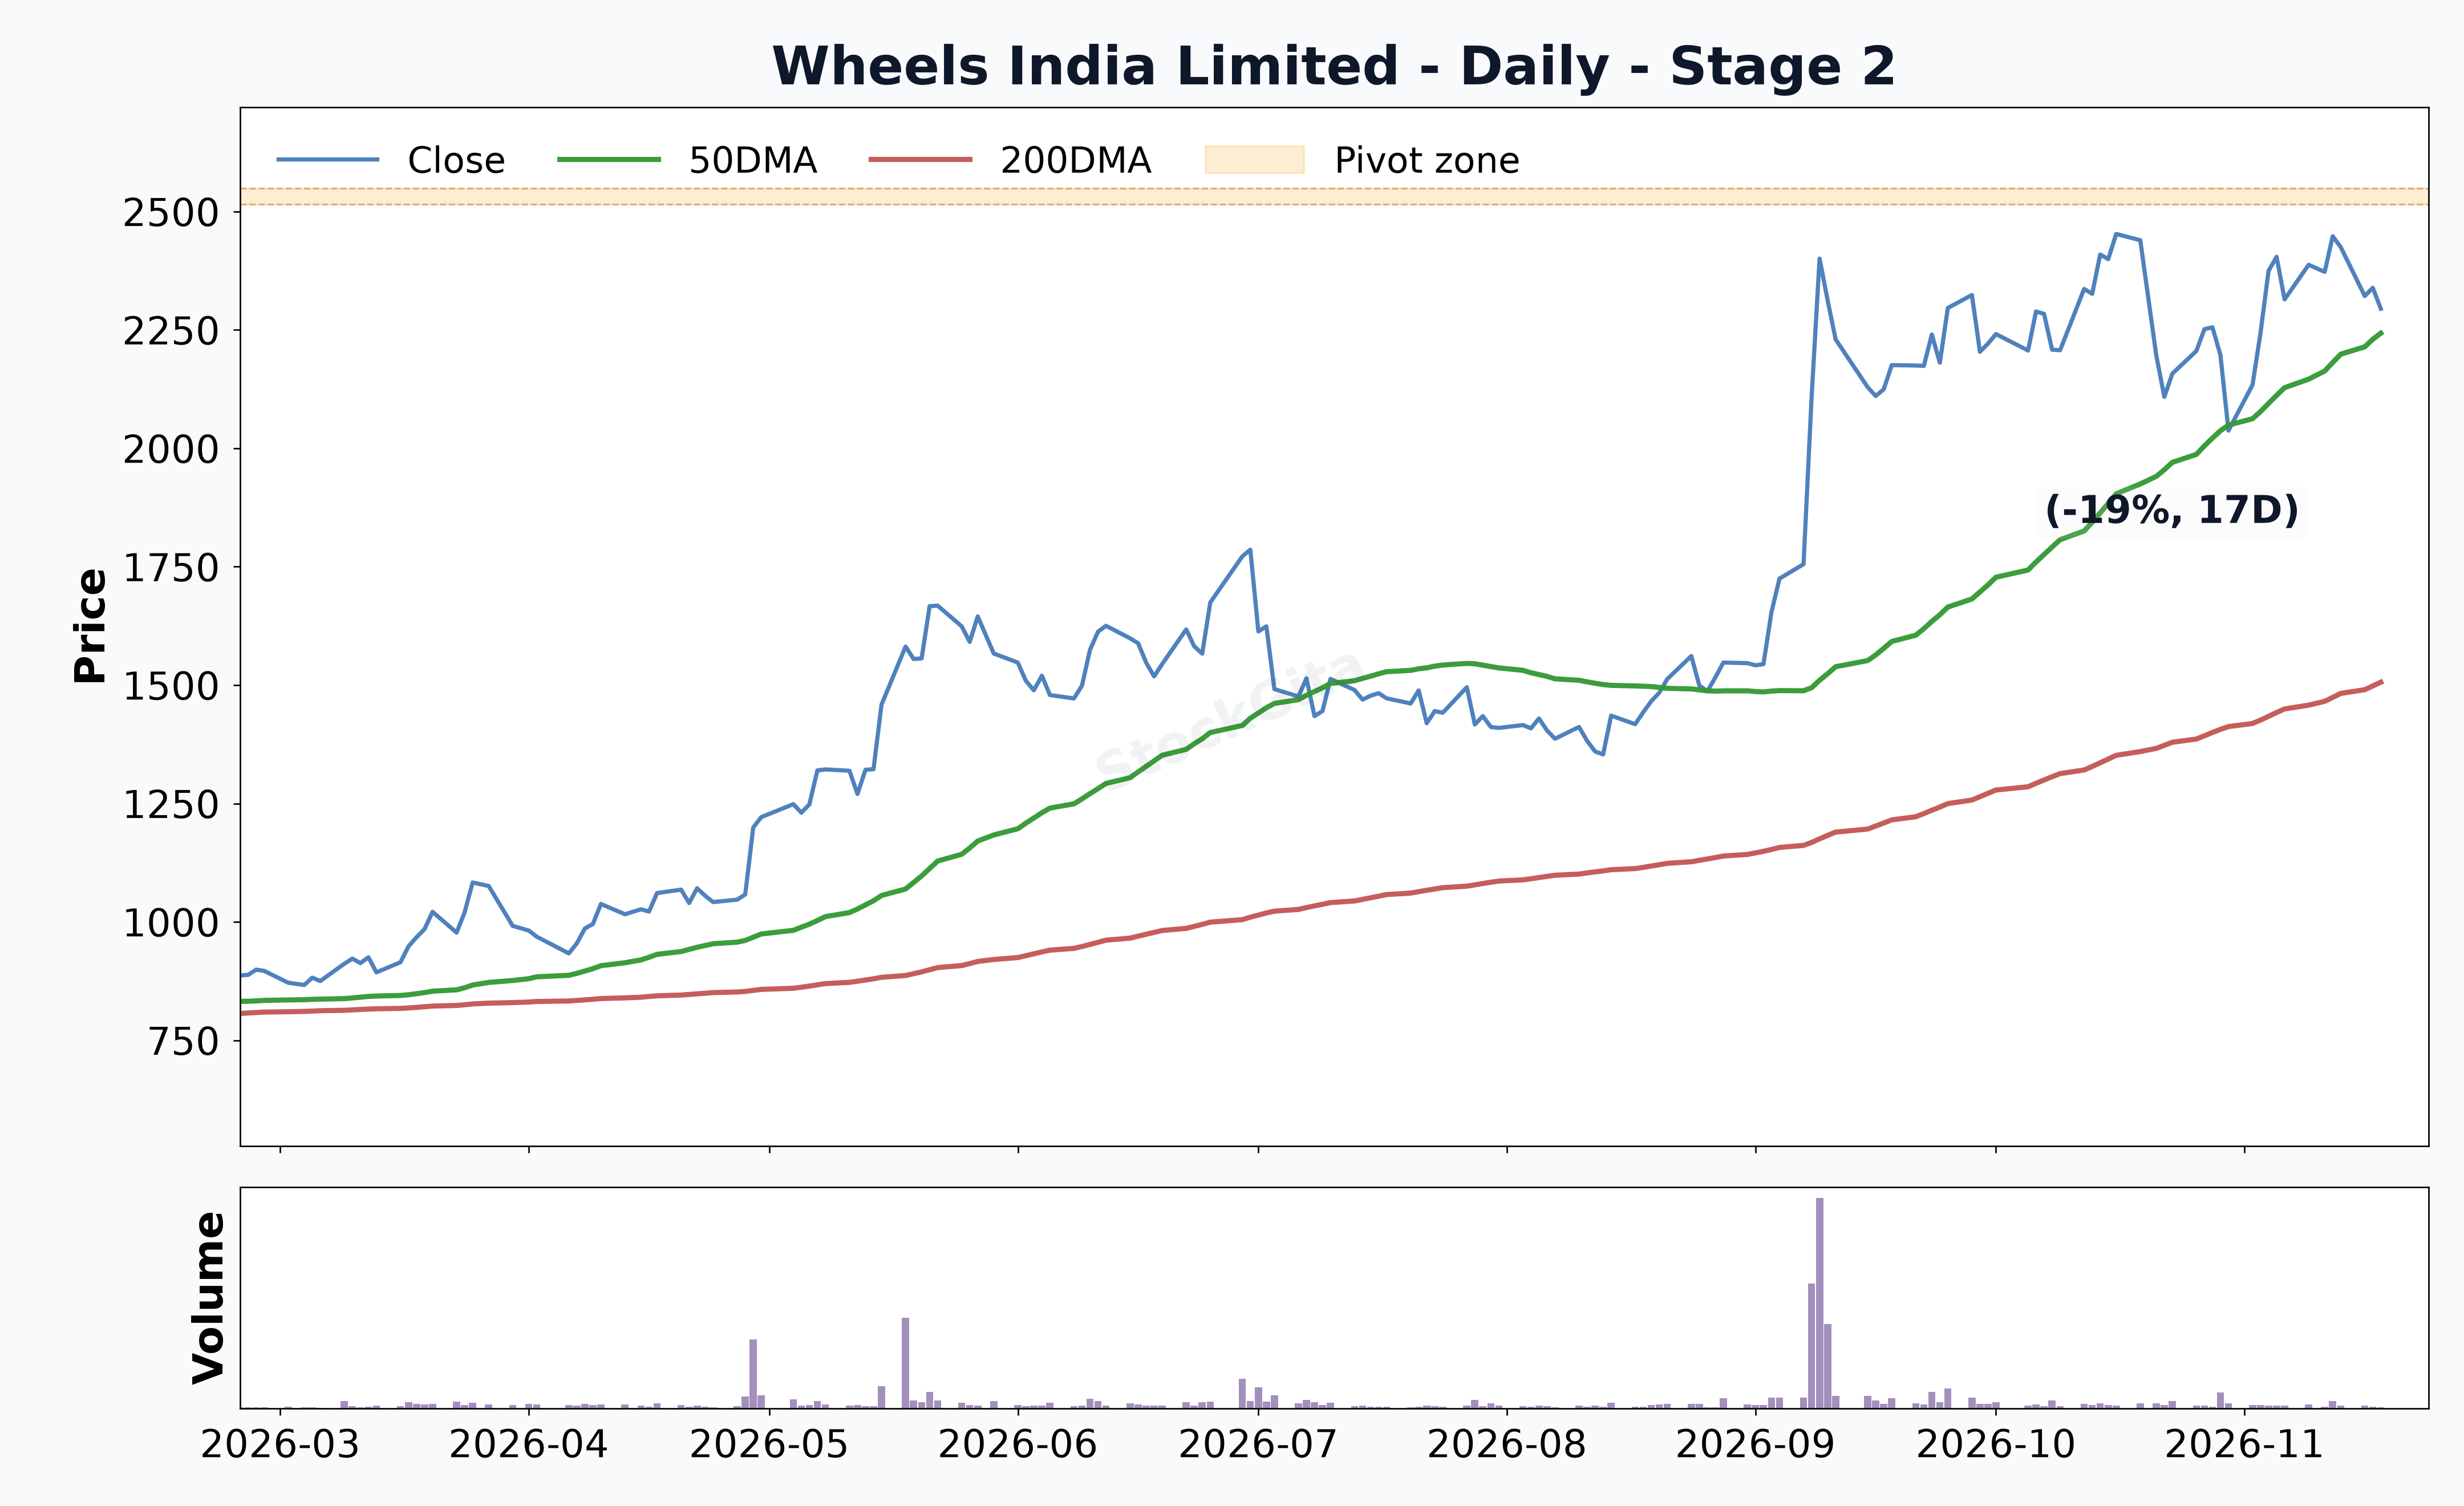 Wheels India Limited - Daily - Stage 2
Close 50DMA 200DMA Pivot zone
2500
2250
2000
1750
1500
1250
1000
750
Price
(-19%, 17D)
StockGita
Volume
2026-03 2026-04 2026-05 2026-06 2026-07 2026-08 2026-09 2026-10 2026-11